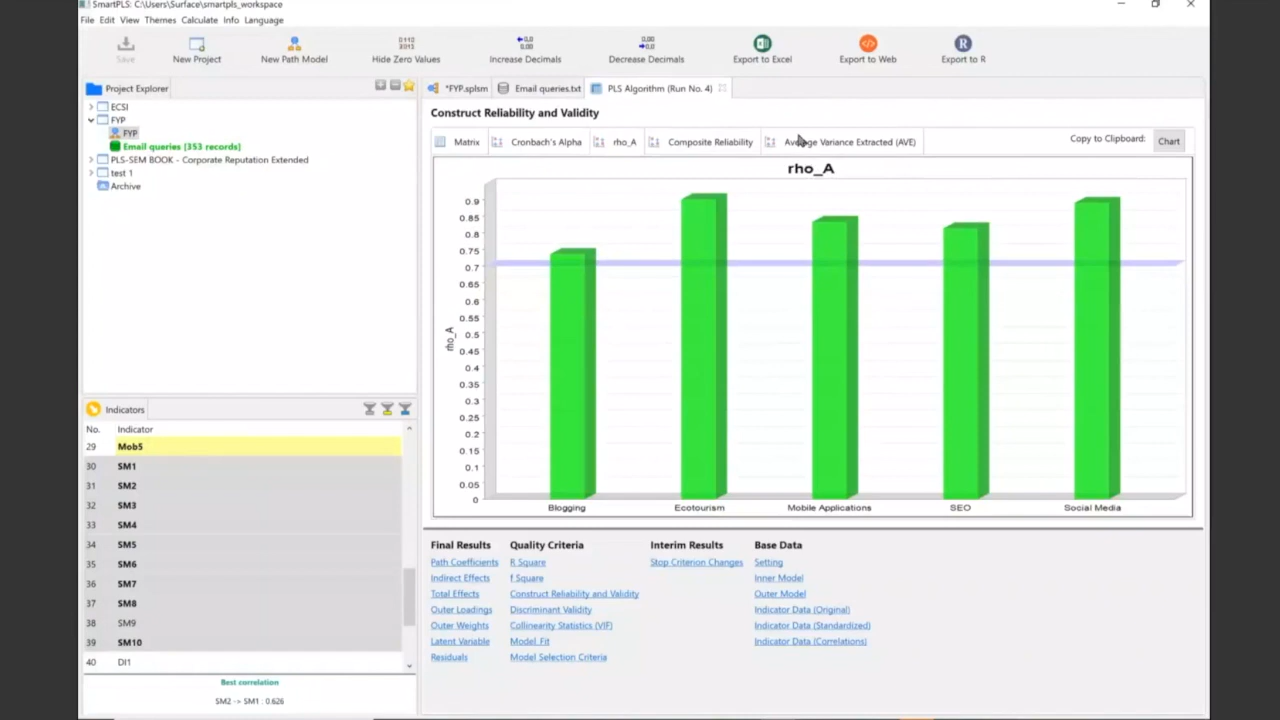 SmartPLS: C:\Users\Surface\smartpls_workspace
File Edit View Themes Calculate Info Language
Save New Project New Path Model Hide Zero Values Increase Decimals Decrease Decimals Export to Excel Export to Web Export to R
Project Explorer
ECSI
FYP
FYP
Email queries [353 records]
PLS-SEM BOOK - Corporate Reputation Extended
test 1
Archive
Indicators
No. Indicator
29 Mob5
30 SM1
31 SM2
32 SM3
33 SM4
34 SM5
35 SM6
36 SM7
37 SM8
38 SM9
39 SM10
40 DI1
Best correlation
SM2 -> SM1 : 0.626
*FYP.splsm Email queries.txt PLS Algorithm (Run No. 4)
Construct Reliability and Validity
Matrix Cronbach's Alpha rho_A Composite Reliability Average Variance Extracted (AVE) Copy to Clipboard: Chart
rho_A
rho_A
0.9
0.85
0.8
0.75
0.7
0.65
0.6
0.55
0.5
0.45
0.4
0.35
0.3
0.25
0.2
0.15
0.1
0.05
0
Blogging Ecotourism Mobile Applications SEO Social Media
Final Results Quality Criteria Interim Results Base Data
Path Coefficients R Square Stop Criterion Changes Setting
Indirect Effects f Square Inner Model
Total Effects Construct Reliability and Validity Outer Model
Outer Loadings Discriminant Validity Indicator Data (Original)
Outer Weights Collinearity Statistics (VIF) Indicator Data (Standardized)
Latent Variable Model Fit Indicator Data (Correlations)
Residuals Model Selection Criteria